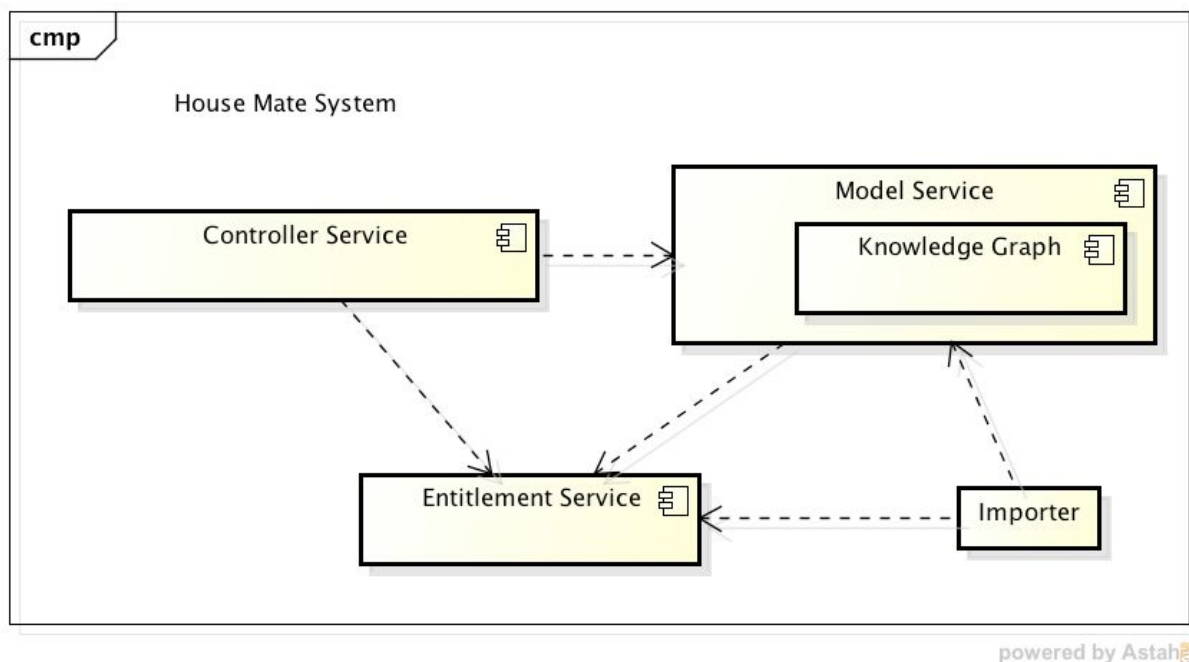 cmp
House Mate System
Model Service
Controller Service
Knowledge Graph
Entitlement Service
Importer
powered by Astah